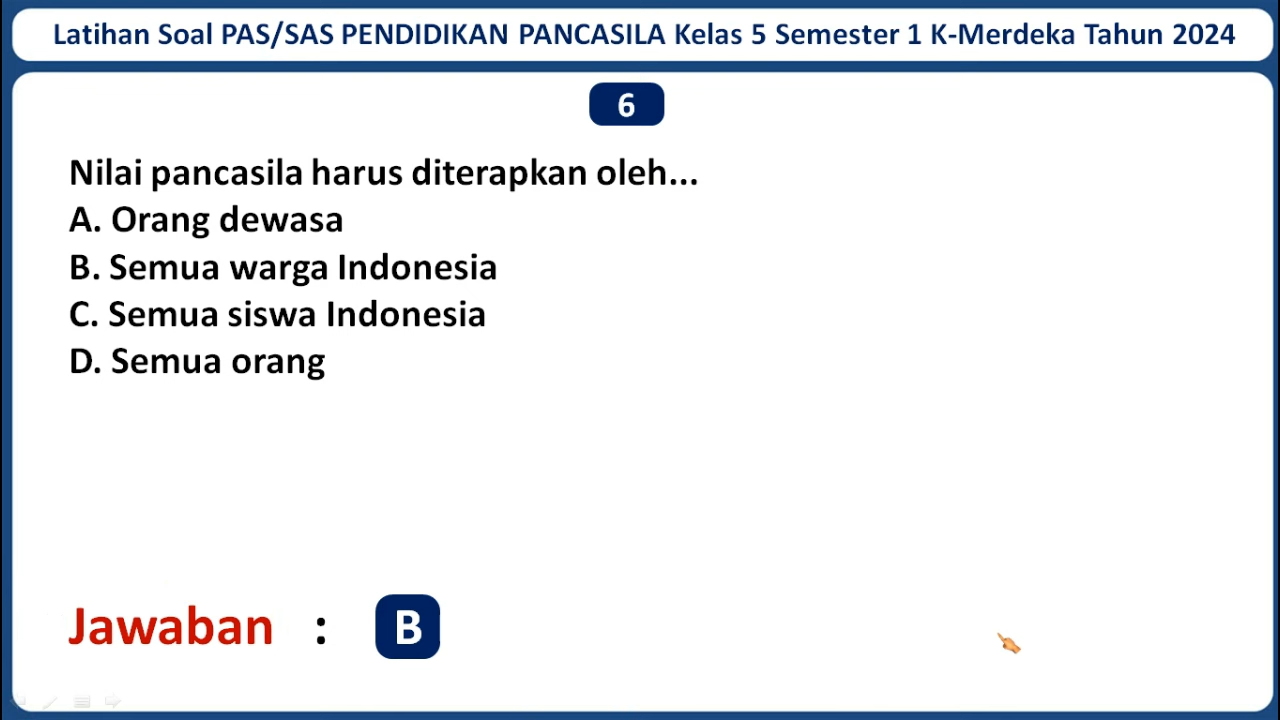 Latihan Soal PAS/SAS PENDIDIKAN PANCASILA Kelas 5 Semester 1 K-Merdeka Tahun 2024
6
Nilai pancasila harus diterapkan oleh...
A. Orang dewasa
B. Semua warga Indonesia
C. Semua siswa Indonesia
D. Semua orang
Jawaban : B